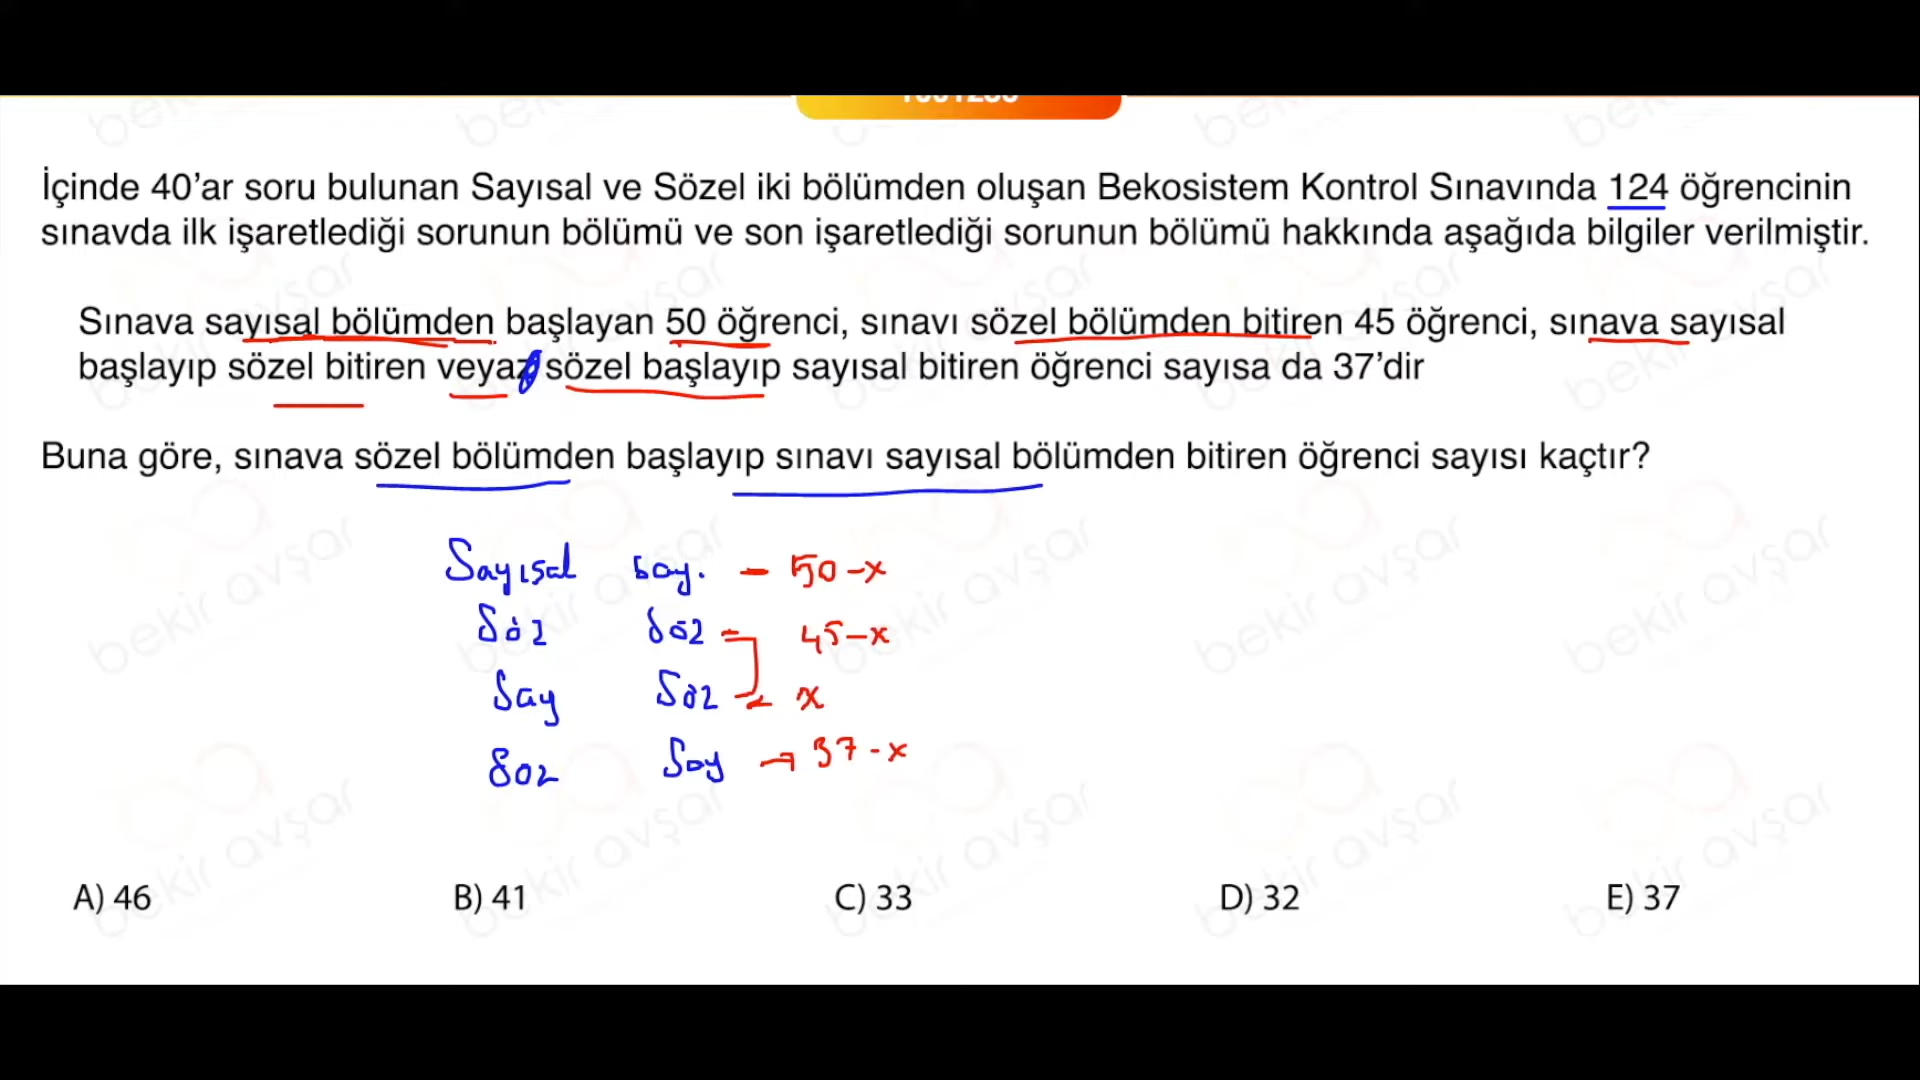 İçinde 40'ar soru bulunan Sayısal ve Sözel iki bölümden oluşan Bekosistem Kontrol Sınavında 124 öğrencinin
sınavda ilk işaretlediği sorunun bölümü ve son işaretlediği sorunun bölümü hakkında aşağıda bilgiler verilmiştir.
Sınava sayısal bölümden başlayan 50 öğrenci, sınavı sözel bölümden bitiren 45 öğrenci, sınava sayısal
başlayıp sözel bitiren veya sözel başlayıp sayısal bitiren öğrenci sayısa da 37'dir
Buna göre, sınava sözel bölümden başlayıp sınavı sayısal bölümden bitiren öğrenci sayısı kaçtır?
Sayısal say. - 50-x
Söz söz - 45-x
Say Söz - x
Söz Say → 37-x
A) 46 B) 41 C) 33 D) 32 E) 37
bekir avşar